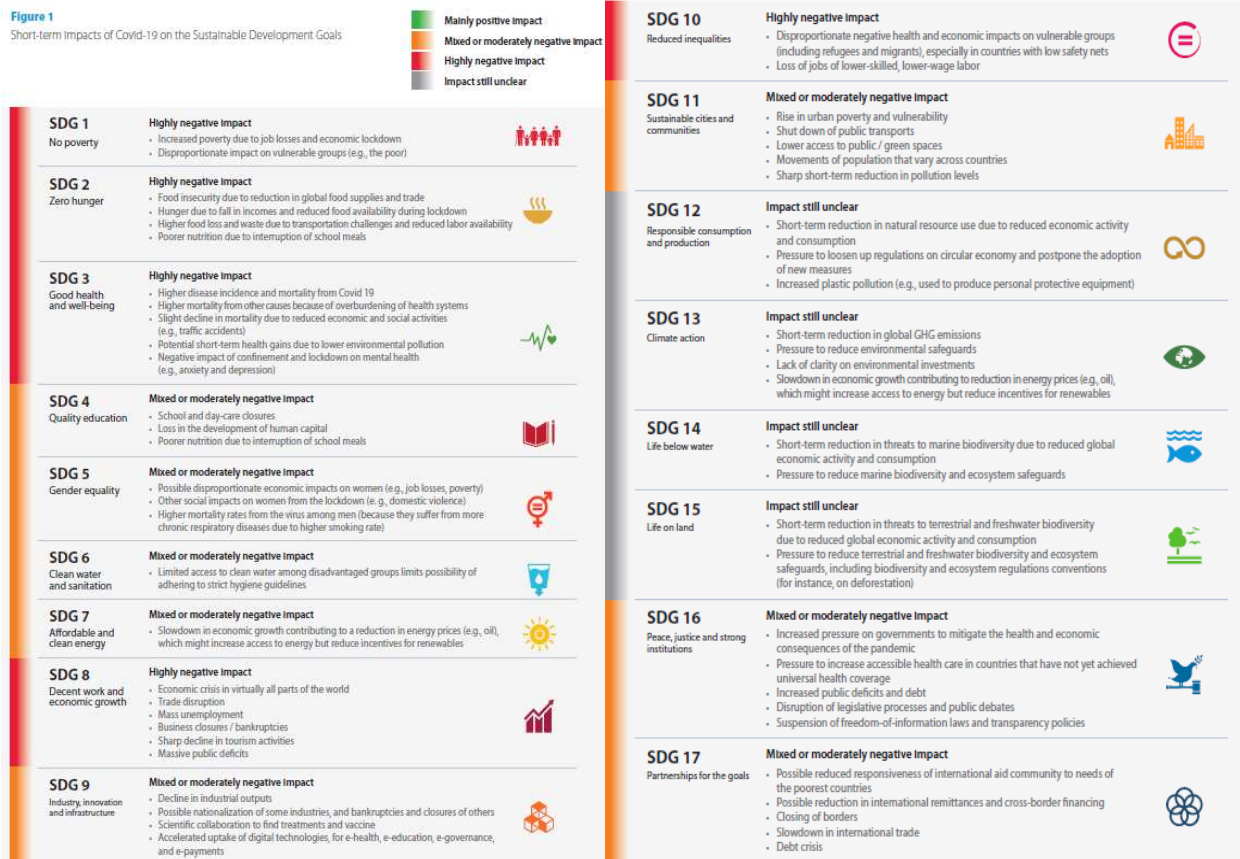 Figure 1
Short-term impacts of Covid-19 on the Sustainable Development Goals
Mainly positive impact
Mixed or moderately negative impact
Highly negative impact
Impact still unclear
SDG 1
No poverty
Highly negative impact
• Increased poverty due to job losses and economic lockdown
• Disproportionate impact on vulnerable groups (e.g., the poor)
SDG 2
Zero hunger
Highly negative impact
• Food insecurity due to reduction in global food supplies and trade
• Hunger due to fall in incomes and reduced food availability during lockdown
• Higher food loss and waste due to transportation challenges and reduced labor availability
• Poorer nutrition due to interruption of school meals
SDG 3
Good health
and well-being
Highly negative impact
• Higher disease incidence and mortality from Covid 19
• Higher mortality from other causes because of overburdening of health systems
• Slight decline in mortality due to reduced economic and social activities
(e.g., traffic accidents)
• Potential short-term health gains due to lower environmental pollution
• Negative impact of confinement and lockdown on mental health
(e.g., anxiety and depression)
SDG 4
Quality education
Mixed or moderately negative impact
• School and day-care closures
• Loss in the development of human capital
• Poorer nutrition due to interruption of school meals
SDG 5
Gender equality
Mixed or moderately negative impact
• Possible disproportionate economic impacts on women (e.g., job losses, poverty)
• Other social impacts on women from the lockdown (e.g., domestic violence)
• Higher mortality rates from the virus among men (because they suffer from more
chronic respiratory diseases due to higher smoking rate)
SDG 6
Clean water
and sanitation
Mixed or moderately negative impact
• Limited access to clean water among disadvantaged groups limits possibility of
adhering to strict hygiene guidelines
SDG 7
Affordable and
clean energy
Mixed or moderately negative impact
• Slowdown in economic growth contributing to a reduction in energy prices (e.g., oil),
which might increase access to energy but reduce incentives for renewables
SDG 8
Decent work and
economic growth
Highly negative impact
• Economic crisis in virtually all parts of the world
• Trade disruption
• Mass unemployment
• Business closures / bankruptcies
• Sharp decline in tourism activities
• Massive public deficits
SDG 9
Industry, innovation
and infrastructure
Mixed or moderately negative impact
• Decline in industrial outputs
• Possible nationalization of some industries, and bankruptcies and closures of others
• Scientific collaboration to find treatments and vaccine
• Accelerated uptake of digital technologies, for e-health, e-education, e-governance,
and e-payments
SDG 10
Reduced inequalities
Highly negative impact
• Disproportionate negative health and economic impacts on vulnerable groups
(including refugees and migrants), especially in countries with low safety nets
• Loss of jobs of lower-skilled, lower-wage labor
SDG 11
Sustainable cities and
communities
Mixed or moderately negative impact
• Rise in urban poverty and vulnerability
• Shut down of public transports
• Lower access to public / green spaces
• Movements of population that vary across countries
• Sharp short-term reduction in pollution levels
SDG 12
Responsible consumption
and production
Impact still unclear
• Short-term reduction in natural resource use due to reduced economic activity
and consumption
• Pressure to loosen up regulations on circular economy and postpone the adoption
of new measures
• Increased plastic pollution (e.g., used to produce personal protective equipment)
SDG 13
Climate action
Impact still unclear
• Short-term reduction in global GHG emissions
• Pressure to reduce environmental safeguards
• Lack of clarity on environmental investments
• Slowdown in economic growth contributing to reduction in energy prices (e.g., oil),
which might increase access to energy but reduce incentives for renewables
SDG 14
Life below water
Impact still unclear
• Short-term reduction in threats to marine biodiversity due to reduced global
economic activity and consumption
• Pressure to reduce marine biodiversity and ecosystem safeguards
SDG 15
Life on land
Impact still unclear
• Short-term reduction in threats to terrestrial and freshwater biodiversity
due to reduced global economic activity and consumption
• Pressure to reduce terrestrial and freshwater biodiversity and ecosystem
safeguards, including biodiversity and ecosystem regulations conventions
(for instance, on deforestation)
SDG 16
Peace, justice and strong
institutions
Mixed or moderately negative impact
• Increased pressure on governments to mitigate the health and economic
consequences of the pandemic
• Pressure to increase accessible health care in countries that have not yet achieved
universal health coverage
• Increased public deficits and debt
• Disruption of legislative processes and public debates
• Suspension of freedom-of-information laws and transparency policies
SDG 17
Partnerships for the goals
Mixed or moderately negative impact
• Possible reduced responsiveness of international aid community to needs of
the poorest countries
• Possible reduction in international remittances and cross-border financing
• Closing of borders
• Slowdown in international trade
• Debt crisis